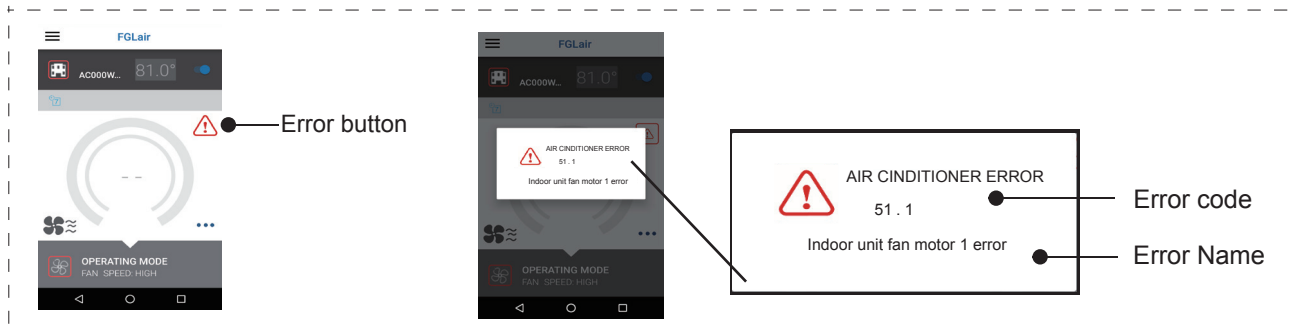 FGLair
AC000W... 81.0°
- -
OPERATING MODE
FAN SPEED: HIGH
Error button
FGLair
AC000W... 81.0°
AIR CINDITIONER ERROR
51 . 1
Indoor unit fan motor 1 error
OPERATING MODE
FAN SPEED: HIGH
AIR CINDITIONER ERROR
51 . 1
Indoor unit fan motor 1 error
Error code
Error Name